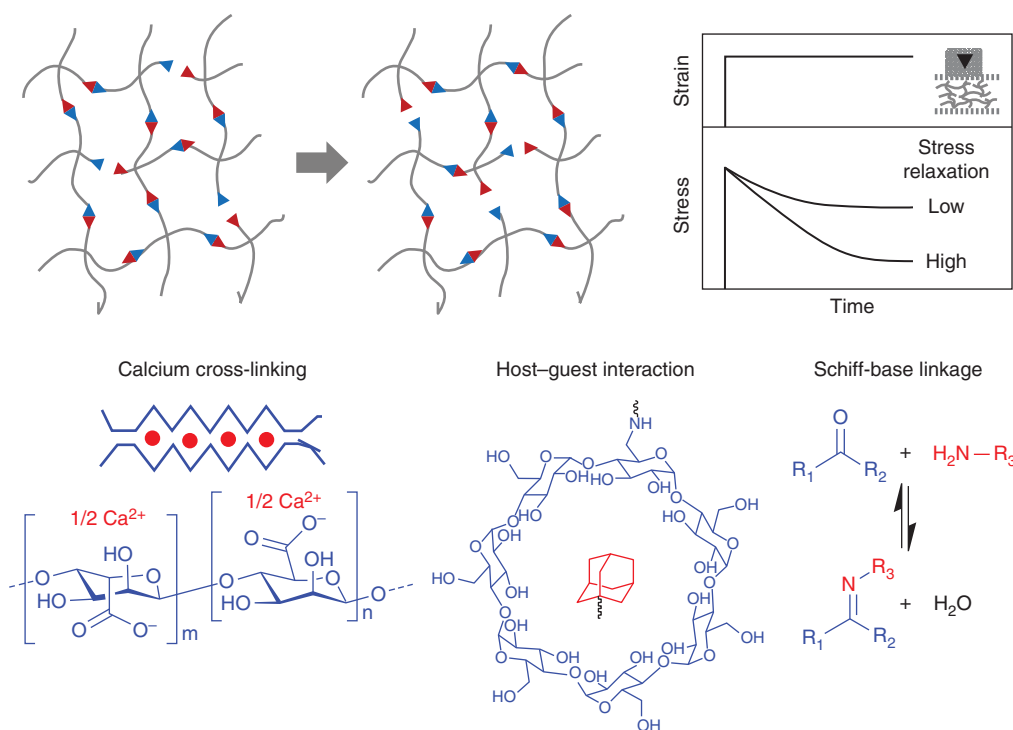 Strain
Stress
Stress
relaxation
Low
High
Time
Calcium cross-linking
Host–guest interaction
Schiff-base linkage
1/2 Ca²⁺
1/2 Ca²⁺
O
O
O⁻
HO
OH
O
HO
O
O
O⁻
m
O
O
O⁻
OH
O
HO
O
n
NH
HO
O
O
O
OH
HO
O
OH
HO
OH
O
OH
O
HO
OH
O
OH
O
O
HO
OH
HO
O
O
OH
O
OH
OH
HO
O
O
OH
HO
OH
O
HO
O
OH
O
OH
O
R₁
R₂
+
H₂N
R₃
N
R₃
R₁
R₂
+
H₂O